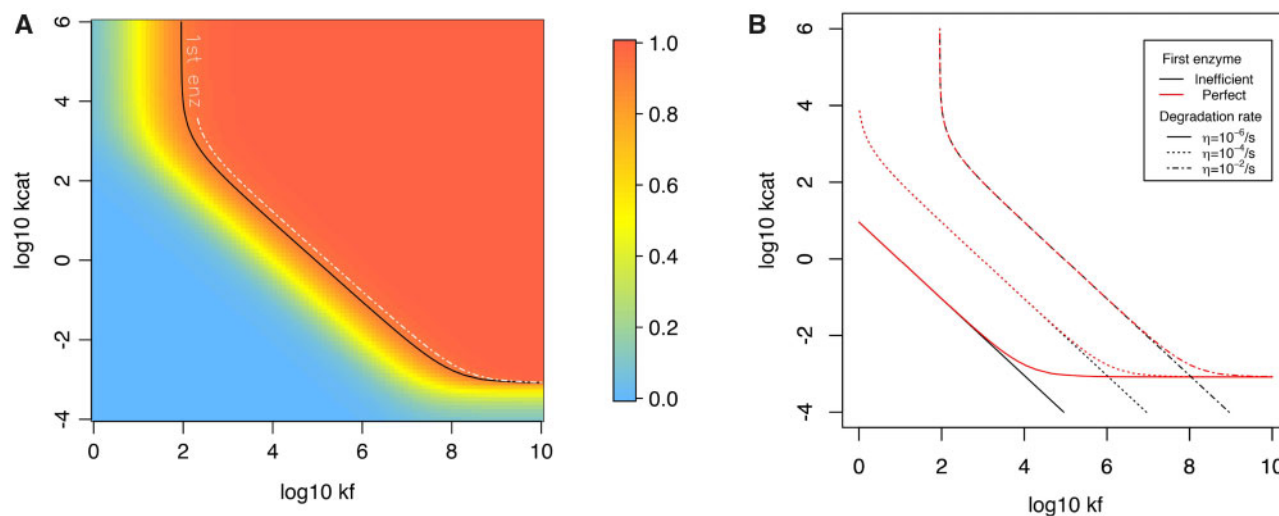 A
log10 kcat
6
4
2
0
-2
-4
0
2
4
6
8
10
log10 kf
1st enz
1.0
0.8
0.6
0.4
0.2
0.0
B
log10 kcat
6
4
2
0
-2
-4
0
2
4
6
8
10
log10 kf
First enzyme
Inefficient
Perfect
Degradation rate
η=10⁻⁶/s
η=10⁻⁴/s
η=10⁻²/s